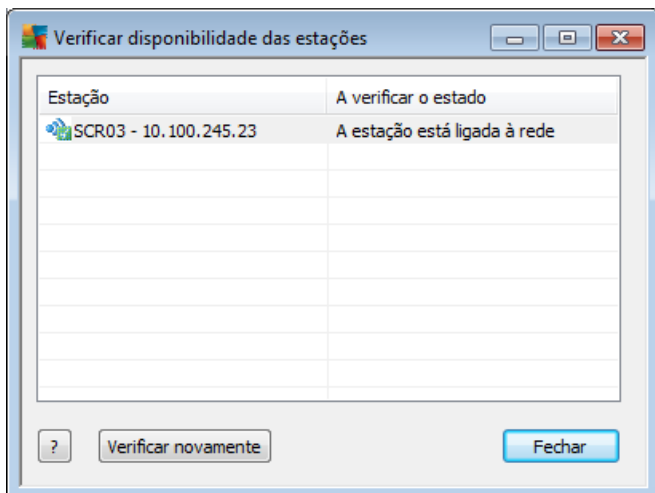 Verificar disponibilidade das estações
Estação A verificar o estado
SCR03 - 10.100.245.23 A estação está ligada à rede
? Verificar novamente Fechar